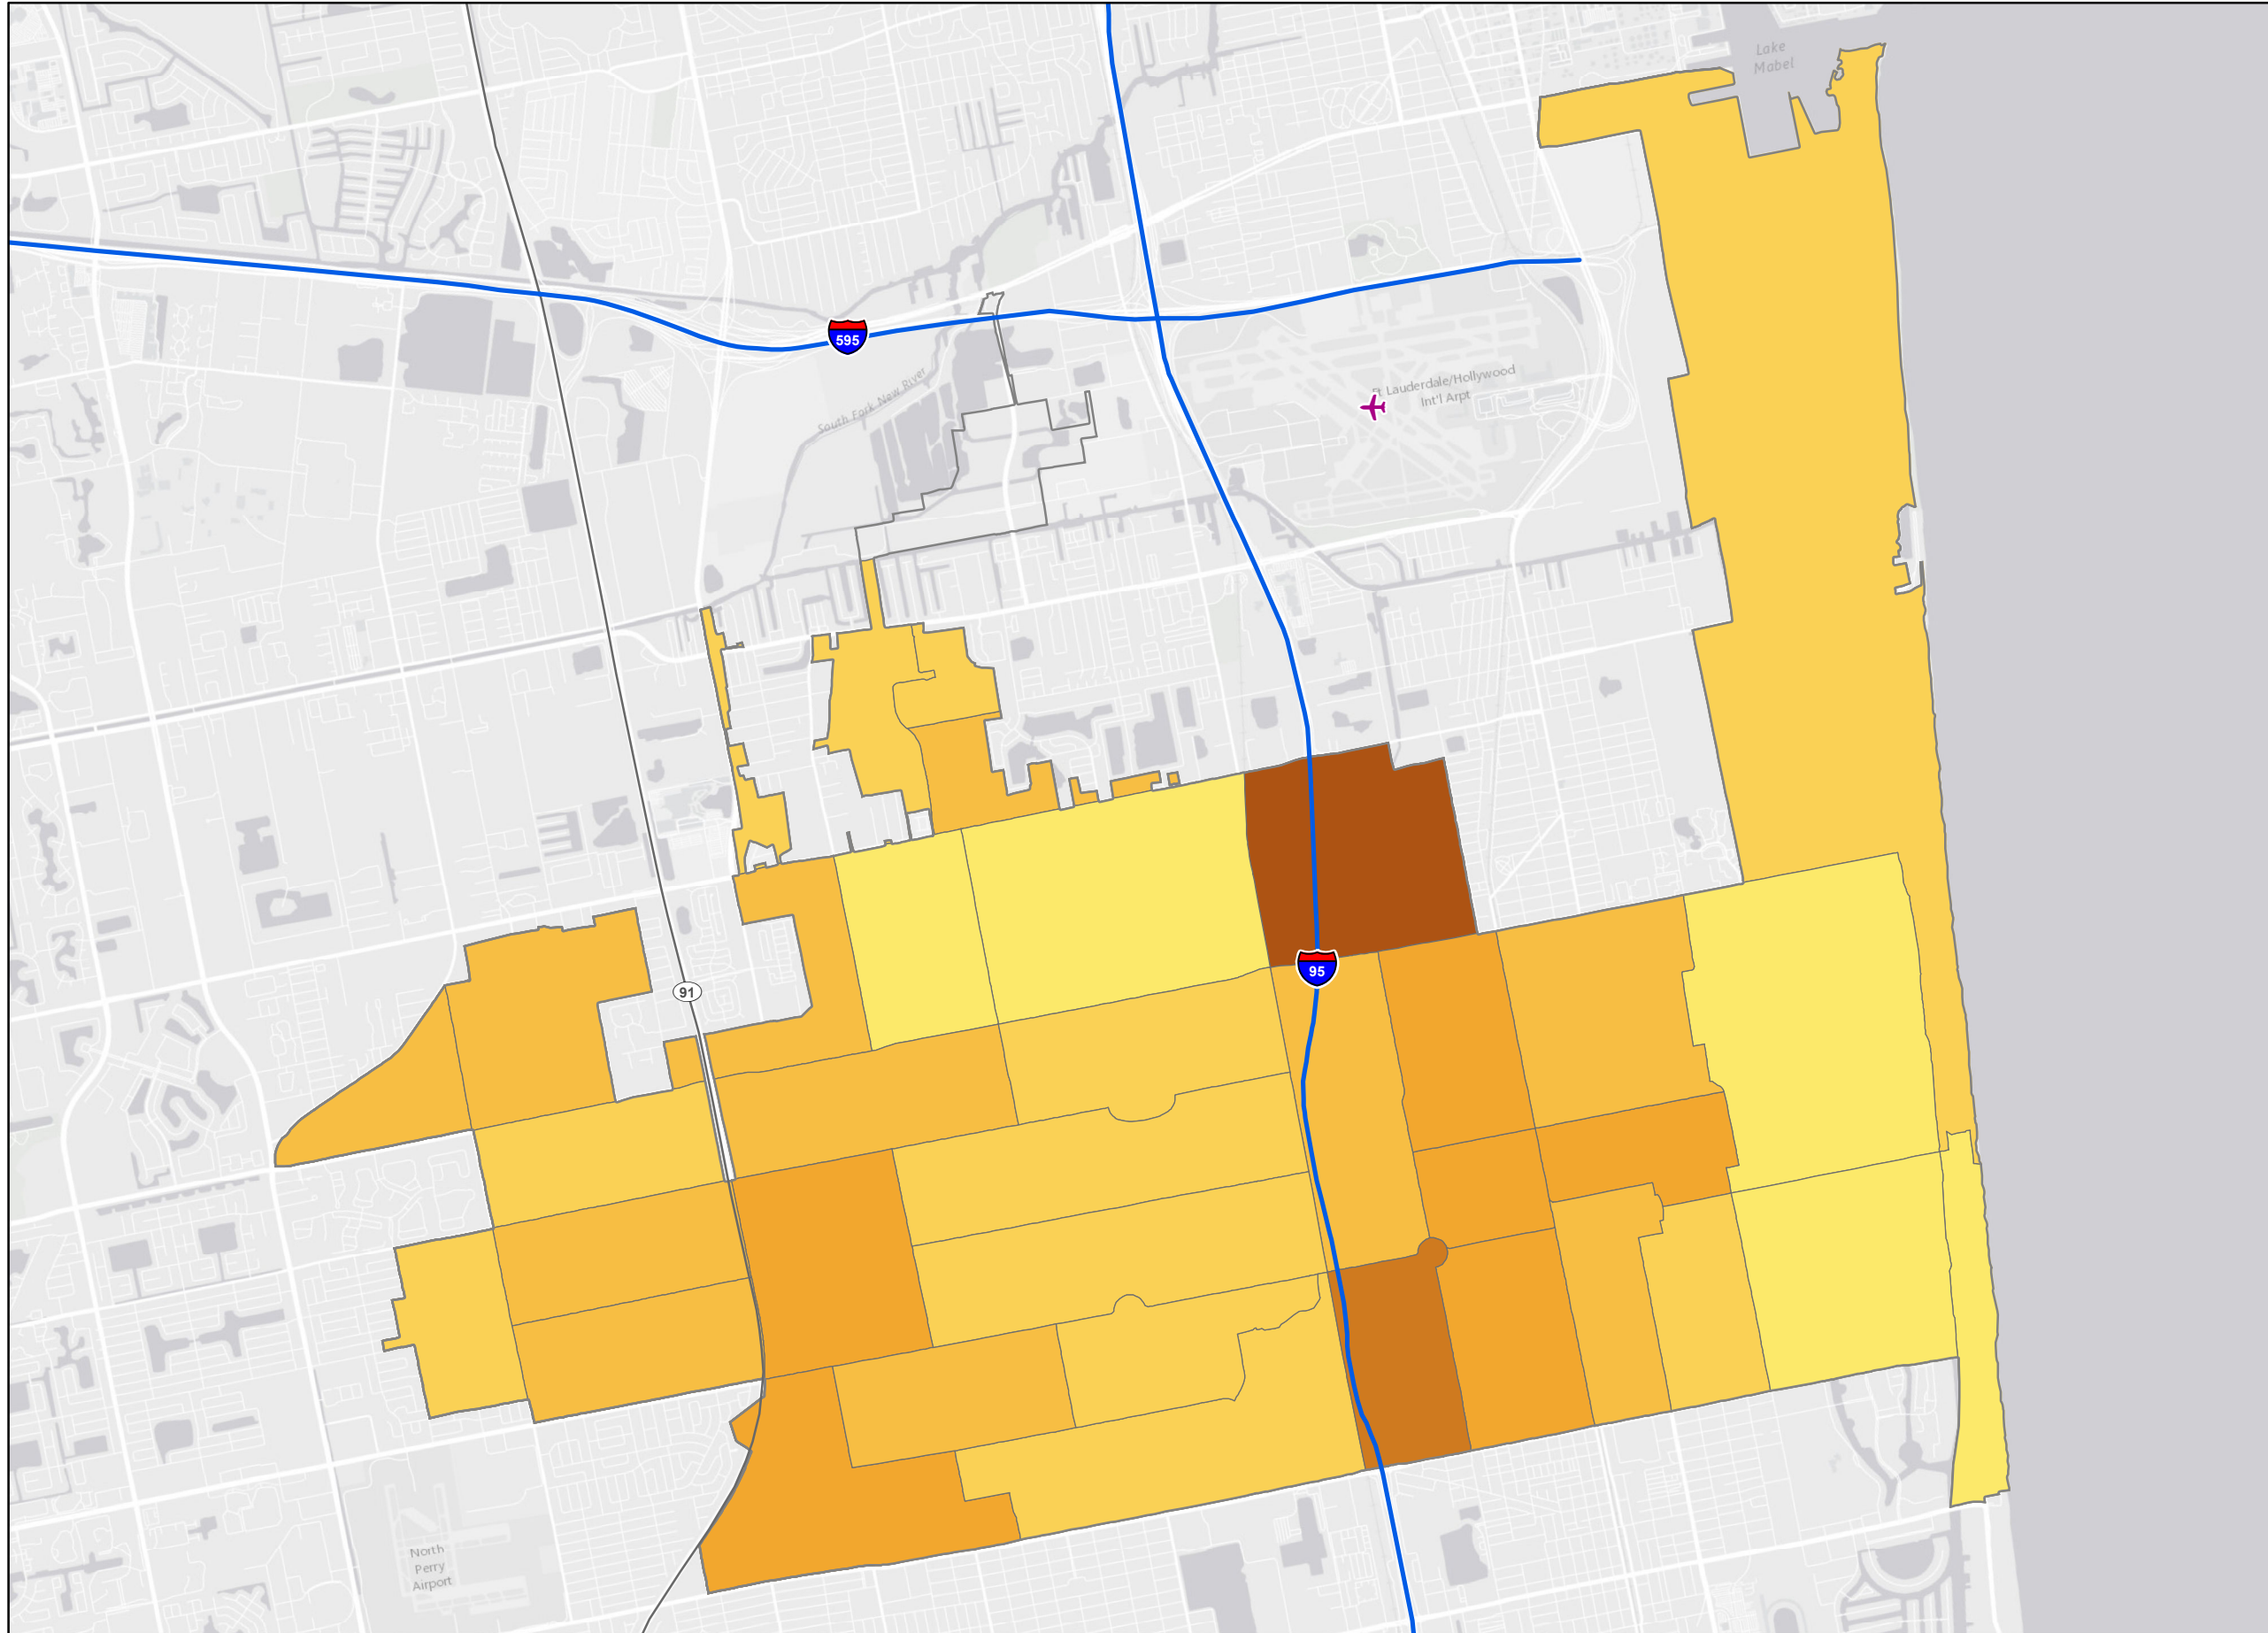 Lake
Mabel
595
Ft Lauderdale/Hollywood
Int'l Arpt
South Fork New River
95
91
North
Perry
Airport